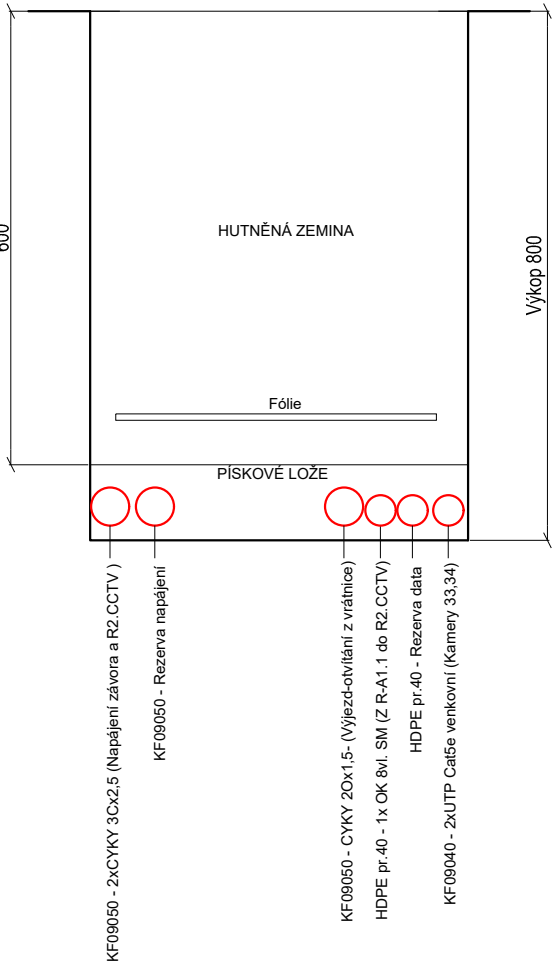 600
HUTNĚNÁ ZEMINA
Výkop 800
Fólie
PÍSKOVÉ LOŽE
KF09050 - 2xCYKY 3Cx2,5 (Napájení závora a R2.CCTV )
KF09050 - Rezerva napájení
KF09050 - CYKY 2Ox1,5- (Výjezd-otvítání z vrátnice)
HDPE pr.40 - 1x OK 8vl. SM (Z R-A1.1 do R2.CCTV)
HDPE pr.40 - Rezerva data
KF09040 - 2xUTP Cat5e venkovní (Kamery 33,34)